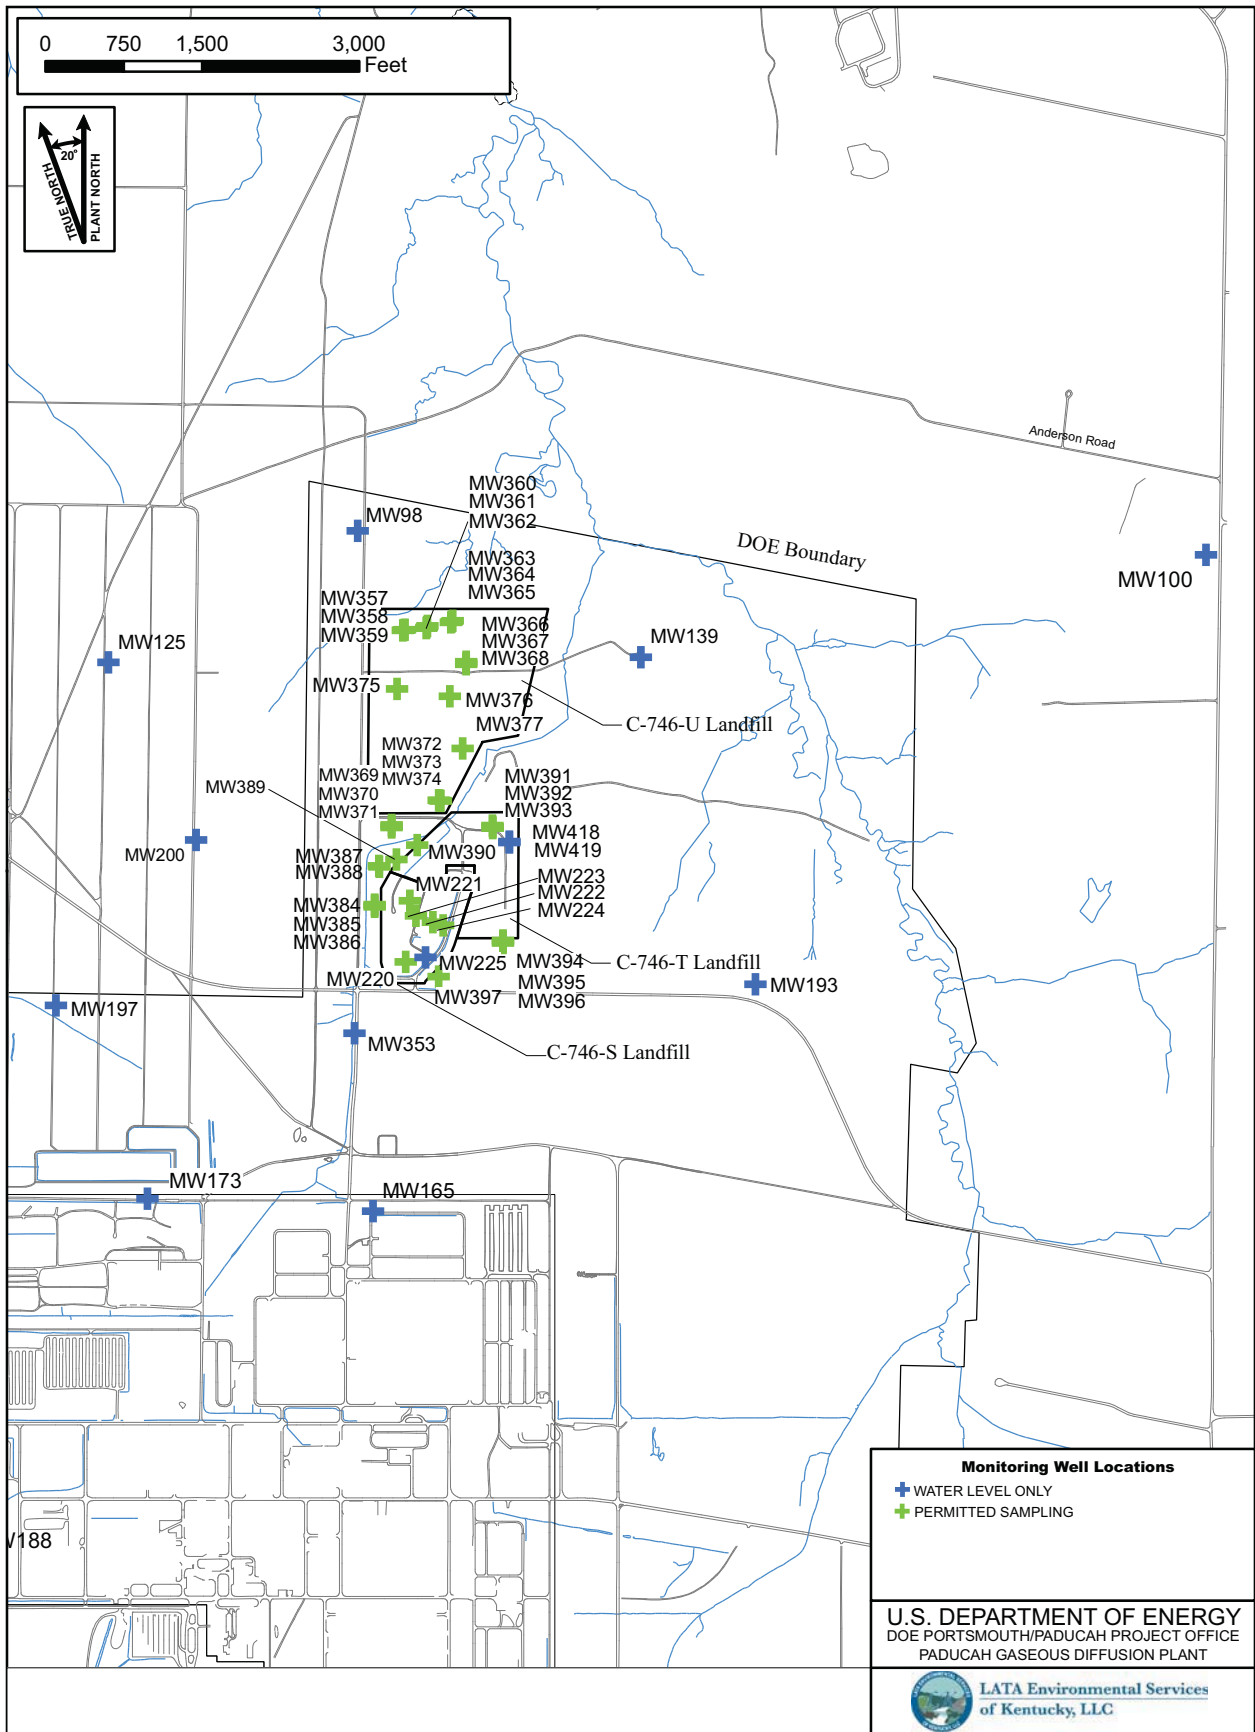 0 750 1,500 3,000
Feet
20°
TRUE NORTH
PLANT NORTH
Anderson Road
MW360
MW361
MW362
MW98
DOE Boundary
MW100
MW363
MW364
MW365
MW357
MW358
MW359
MW366
MW367
MW368
MW139
MW125
MW375
MW376
MW377
C-746-U Landfill
MW372
MW373
MW374
MW369
MW370
MW371
MW389
MW391
MW392
MW393
MW418
MW419
MW200
MW390
MW387
MW388
MW221
MW223
MW222
MW224
MW384
MW385
MW386
MW225
MW220
MW394
MW395
MW396
C-746-T Landfill
MW397
MW193
MW197
MW353
C-746-S Landfill
MW173
MW165
Monitoring Well Locations
WATER LEVEL ONLY
PERMITTED SAMPLING
188
U.S. DEPARTMENT OF ENERGY
DOE PORTSMOUTH/PADUCAH PROJECT OFFICE
PADUCAH GASEOUS DIFFUSION PLANT
LATA Environmental Services
of Kentucky, LLC